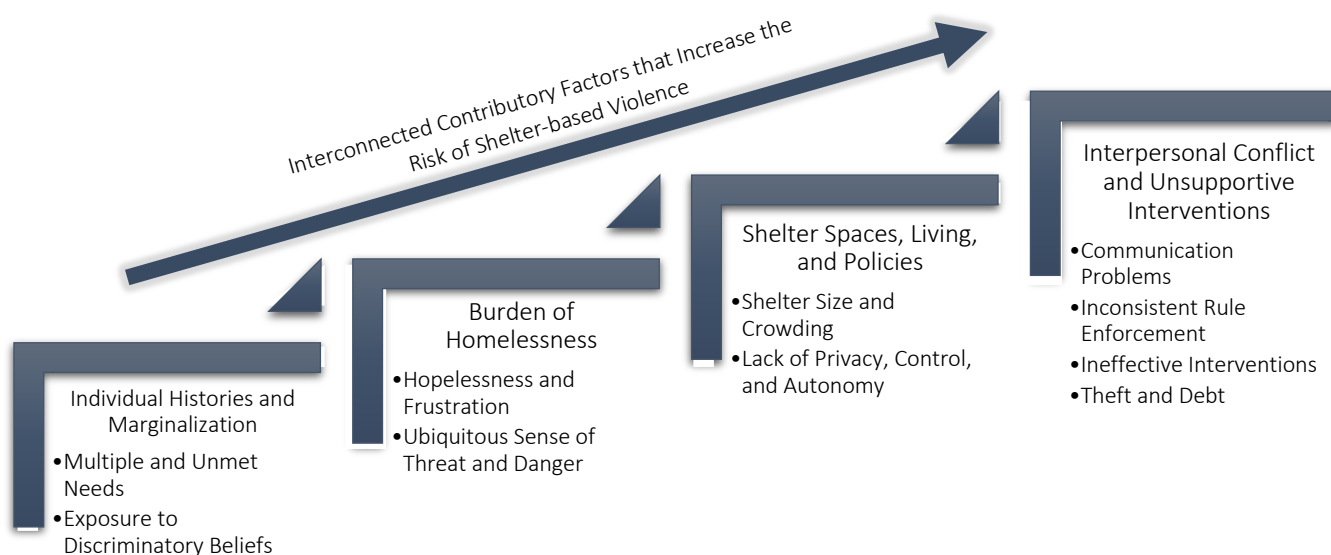 Interconnected Contributory Factors that Increase the
Risk of Shelter-based Violence
Individual Histories and
Marginalization
•Multiple and Unmet
Needs
•Exposure to
Discriminatory Beliefs
Burden of
Homelessness
•Hopelessness and
Frustration
•Ubiquitous Sense of
Threat and Danger
Shelter Spaces, Living,
and Policies
•Shelter Size and
Crowding
•Lack of Privacy, Control,
and Autonomy
Interpersonal Conflict
and Unsupportive
Interventions
•Communication
Problems
•Inconsistent Rule
Enforcement
•Ineffective Interventions
•Theft and Debt